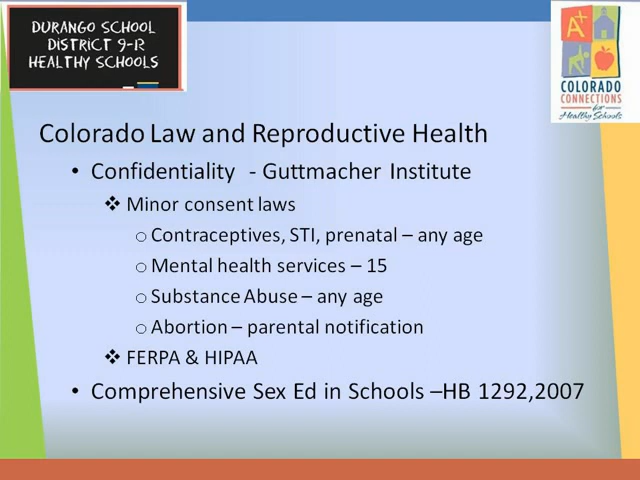 DURANGO SCHOOL
DISTRICT 9-R
HEALTHY SCHOOLS
A+
COLORADO
CONNECTIONS
for
Healthy Schools
Colorado Law and Reproductive Health
• Confidentiality - Guttmacher Institute
❖ Minor consent laws
o Contraceptives, STI, prenatal – any age
o Mental health services – 15
o Substance Abuse – any age
o Abortion – parental notification
❖ FERPA & HIPAA
• Comprehensive Sex Ed in Schools –HB 1292,2007